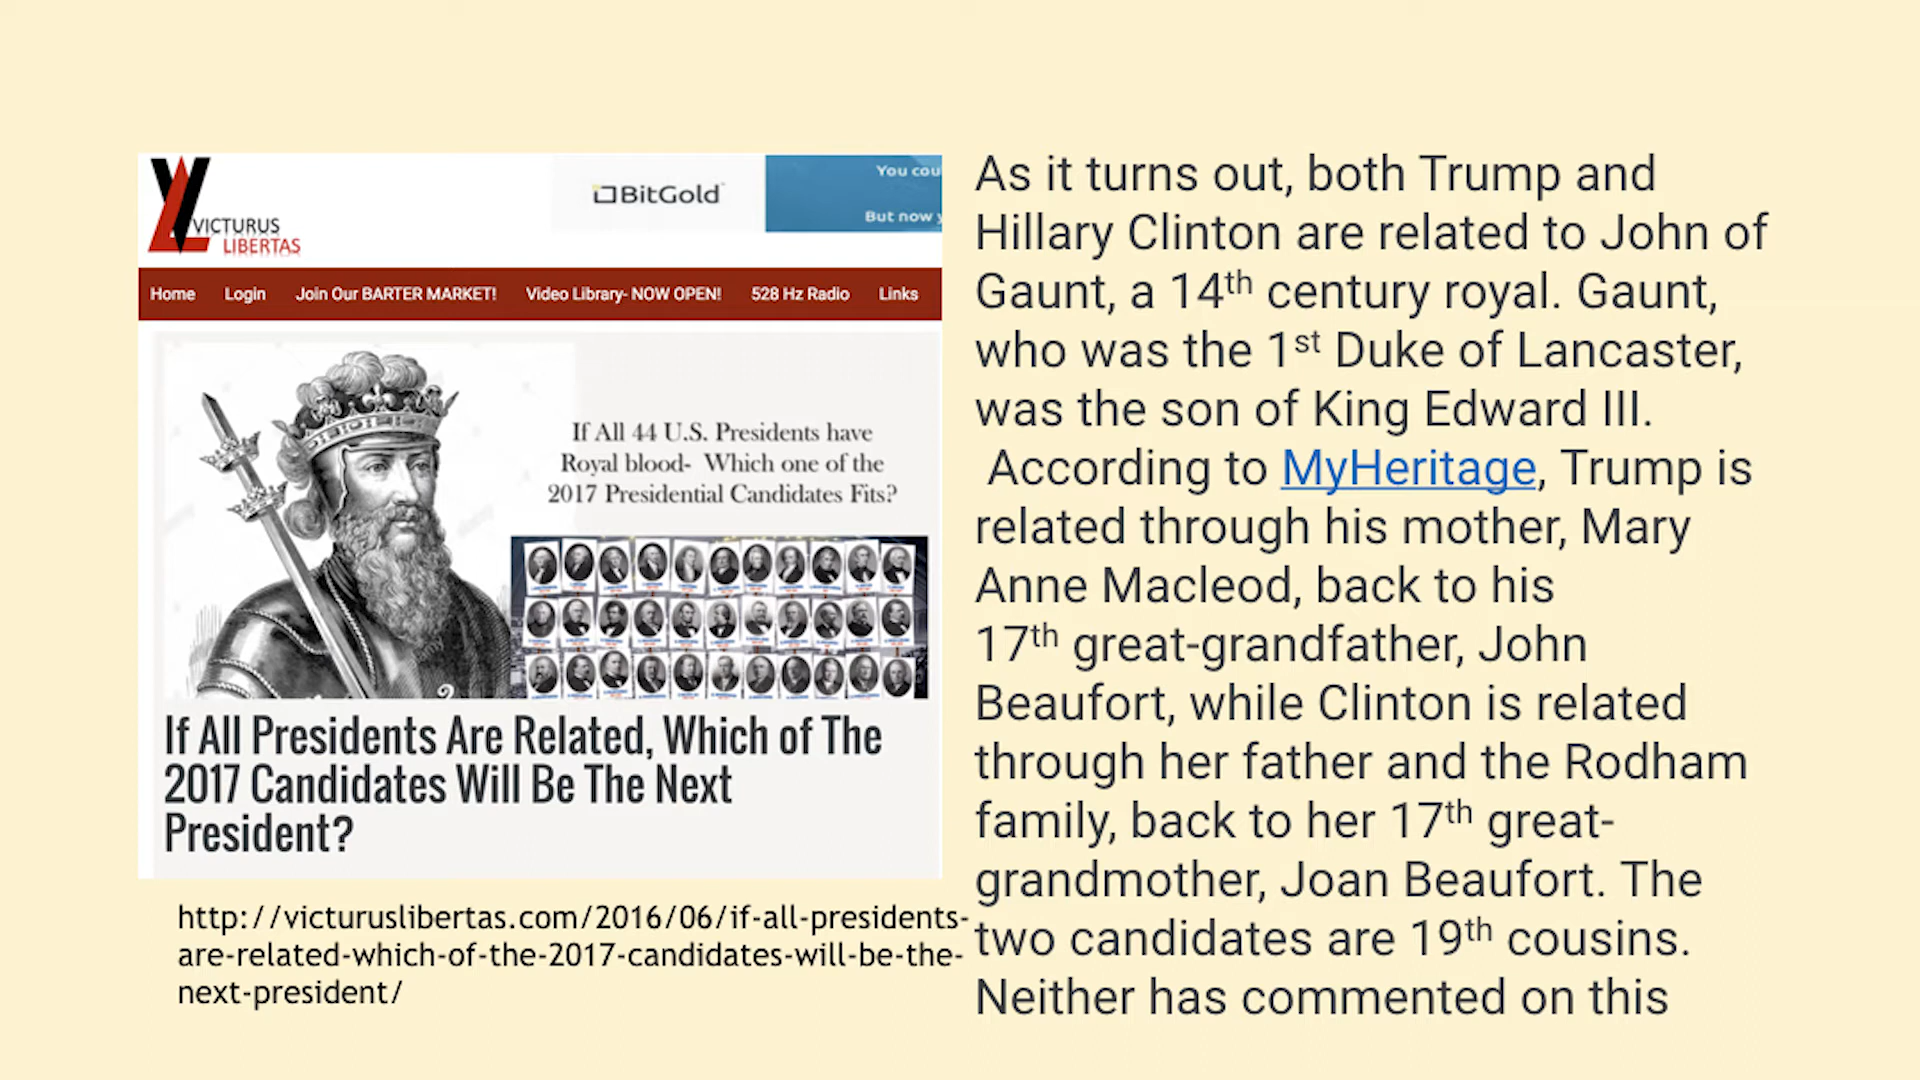 VICTURUS
LIBERTAS
BitGold
You cou
But now y
Home Login Join Our BARTER MARKET! Video Library- NOW OPEN! 528 Hz Radio Links
If All 44 U.S. Presidents have
Royal blood- Which one of the
2017 Presidential Candidates Fits?
If All Presidents Are Related, Which of The
2017 Candidates Will Be The Next
President?
http://victuruslibertas.com/2016/06/if-all-presidents-
are-related-which-of-the-2017-candidates-will-be-the-
next-president/
As it turns out, both Trump and
Hillary Clinton are related to John of
Gaunt, a 14th century royal. Gaunt,
who was the 1st Duke of Lancaster,
was the son of King Edward III.
According to MyHeritage, Trump is
related through his mother, Mary
Anne Macleod, back to his
17th great-grandfather, John
Beaufort, while Clinton is related
through her father and the Rodham
family, back to her 17th great-
grandmother, Joan Beaufort. The
two candidates are 19th cousins.
Neither has commented on this